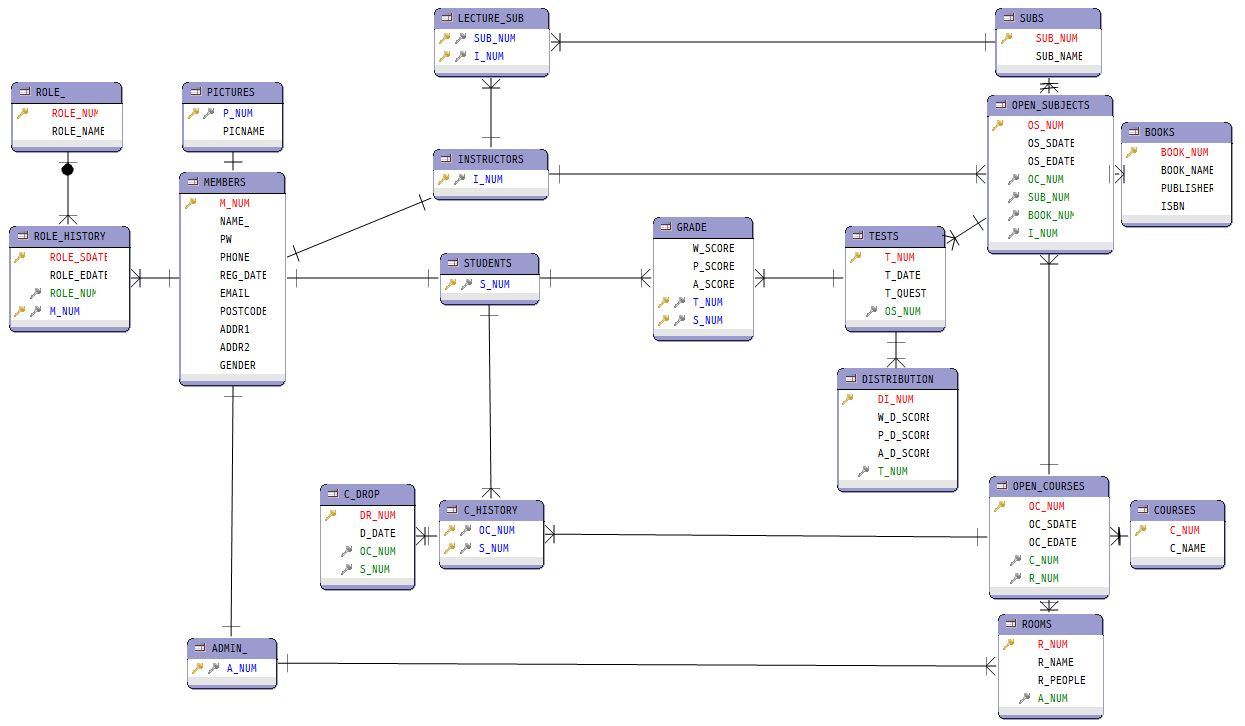 LECTURE_SUB
SUB_NUM
I_NUM
SUBS
SUB_NUM
SUB_NAME
ROLE_
ROLE_NUM
ROLE_NAME
PICTURES
P_NUM
PICNAME
OPEN_SUBJECTS
OS_NUM
OS_SDATE
OS_EDATE
OC_NUM
SUB_NUM
BOOK_NUM
I_NUM
BOOKS
BOOK_NUM
BOOK_NAME
PUBLISHER
ISBN
INSTRUCTORS
I_NUM
MEMBERS
M_NUM
NAME_
PW
PHONE
REG_DATE
EMAIL
POSTCODE
ADDR1
ADDR2
GENDER
ROLE_HISTORY
ROLE_SDATE
ROLE_EDATE
ROLE_NUM
M_NUM
STUDENTS
S_NUM
GRADE
W_SCORE
P_SCORE
A_SCORE
T_NUM
S_NUM
TESTS
T_NUM
T_DATE
T_QUEST
OS_NUM
DISTRIBUTION
DI_NUM
W_D_SCORE
P_D_SCORE
A_D_SCORE
T_NUM
C_DROP
DR_NUM
D_DATE
OC_NUM
S_NUM
C_HISTORY
OC_NUM
S_NUM
OPEN_COURSES
OC_NUM
OC_SDATE
OC_EDATE
C_NUM
R_NUM
COURSES
C_NUM
C_NAME
ADMIN_
A_NUM
ROOMS
R_NUM
R_NAME
R_PEOPLE
A_NUM